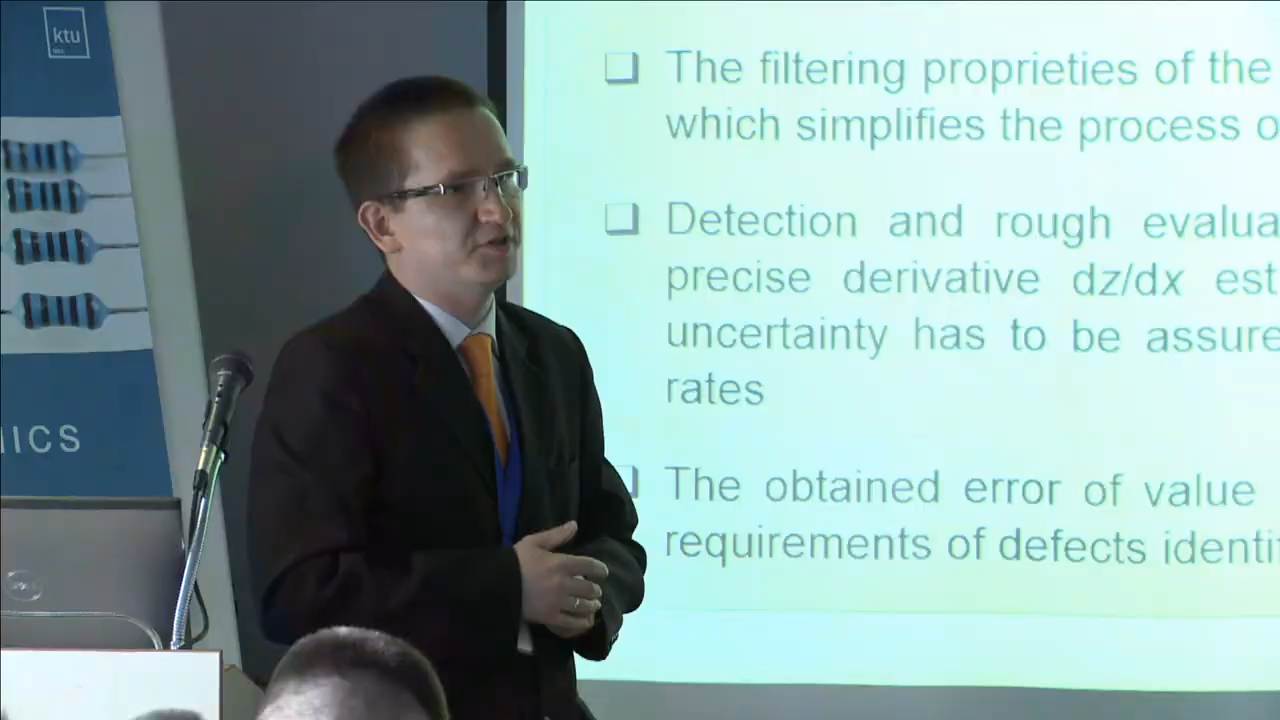 ktu
The filtering proprieties of the
which simplifies the process o
Detection and rough evalua
precise derivative dz/dx est
uncertainty has to be assure
rates
The obtained error of value
requirements of defects identi
NICS